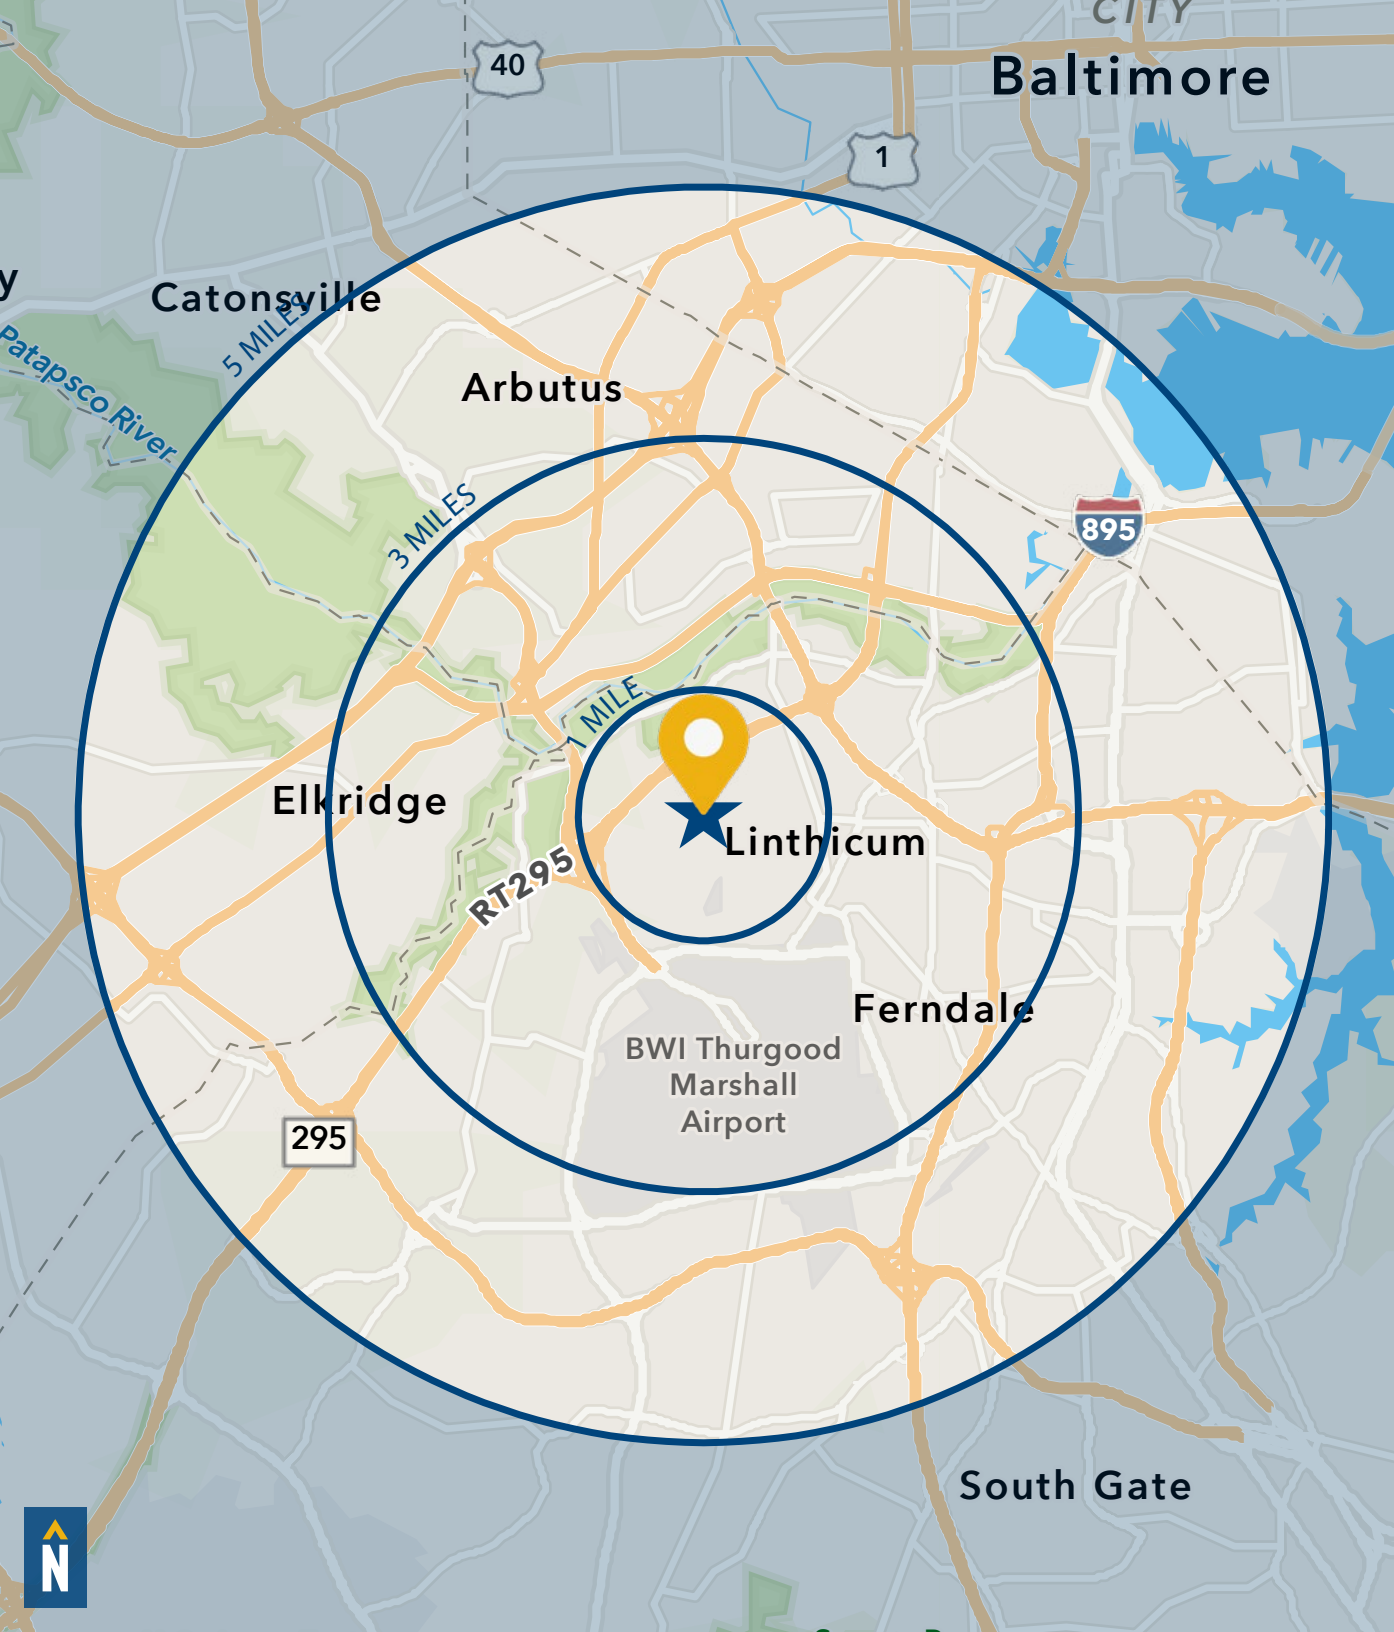 CITY
40
Baltimore
1
y
Catonsville
5 MILES
Patapsco River
Arbutus
3 MILES
895
1 MILE
Elkridge
Linthicum
RT295
Ferndale
BWI Thurgood
Marshall
Airport
295
South Gate
N